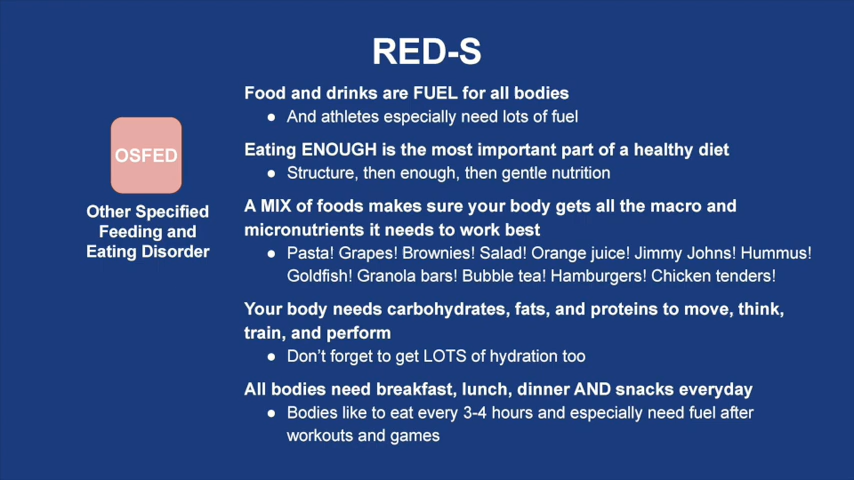 RED-S
OSFED
Other Specified
Feeding and
Eating Disorder
Food and drinks are FUEL for all bodies
● And athletes especially need lots of fuel
Eating ENOUGH is the most important part of a healthy diet
● Structure, then enough, then gentle nutrition
A MIX of foods makes sure your body gets all the macro and
micronutrients it needs to work best
● Pasta! Grapes! Brownies! Salad! Orange juice! Jimmy Johns! Hummus!
Goldfish! Granola bars! Bubble tea! Hamburgers! Chicken tenders!
Your body needs carbohydrates, fats, and proteins to move, think,
train, and perform
● Don't forget to get LOTS of hydration too
All bodies need breakfast, lunch, dinner AND snacks everyday
● Bodies like to eat every 3-4 hours and especially need fuel after
workouts and games